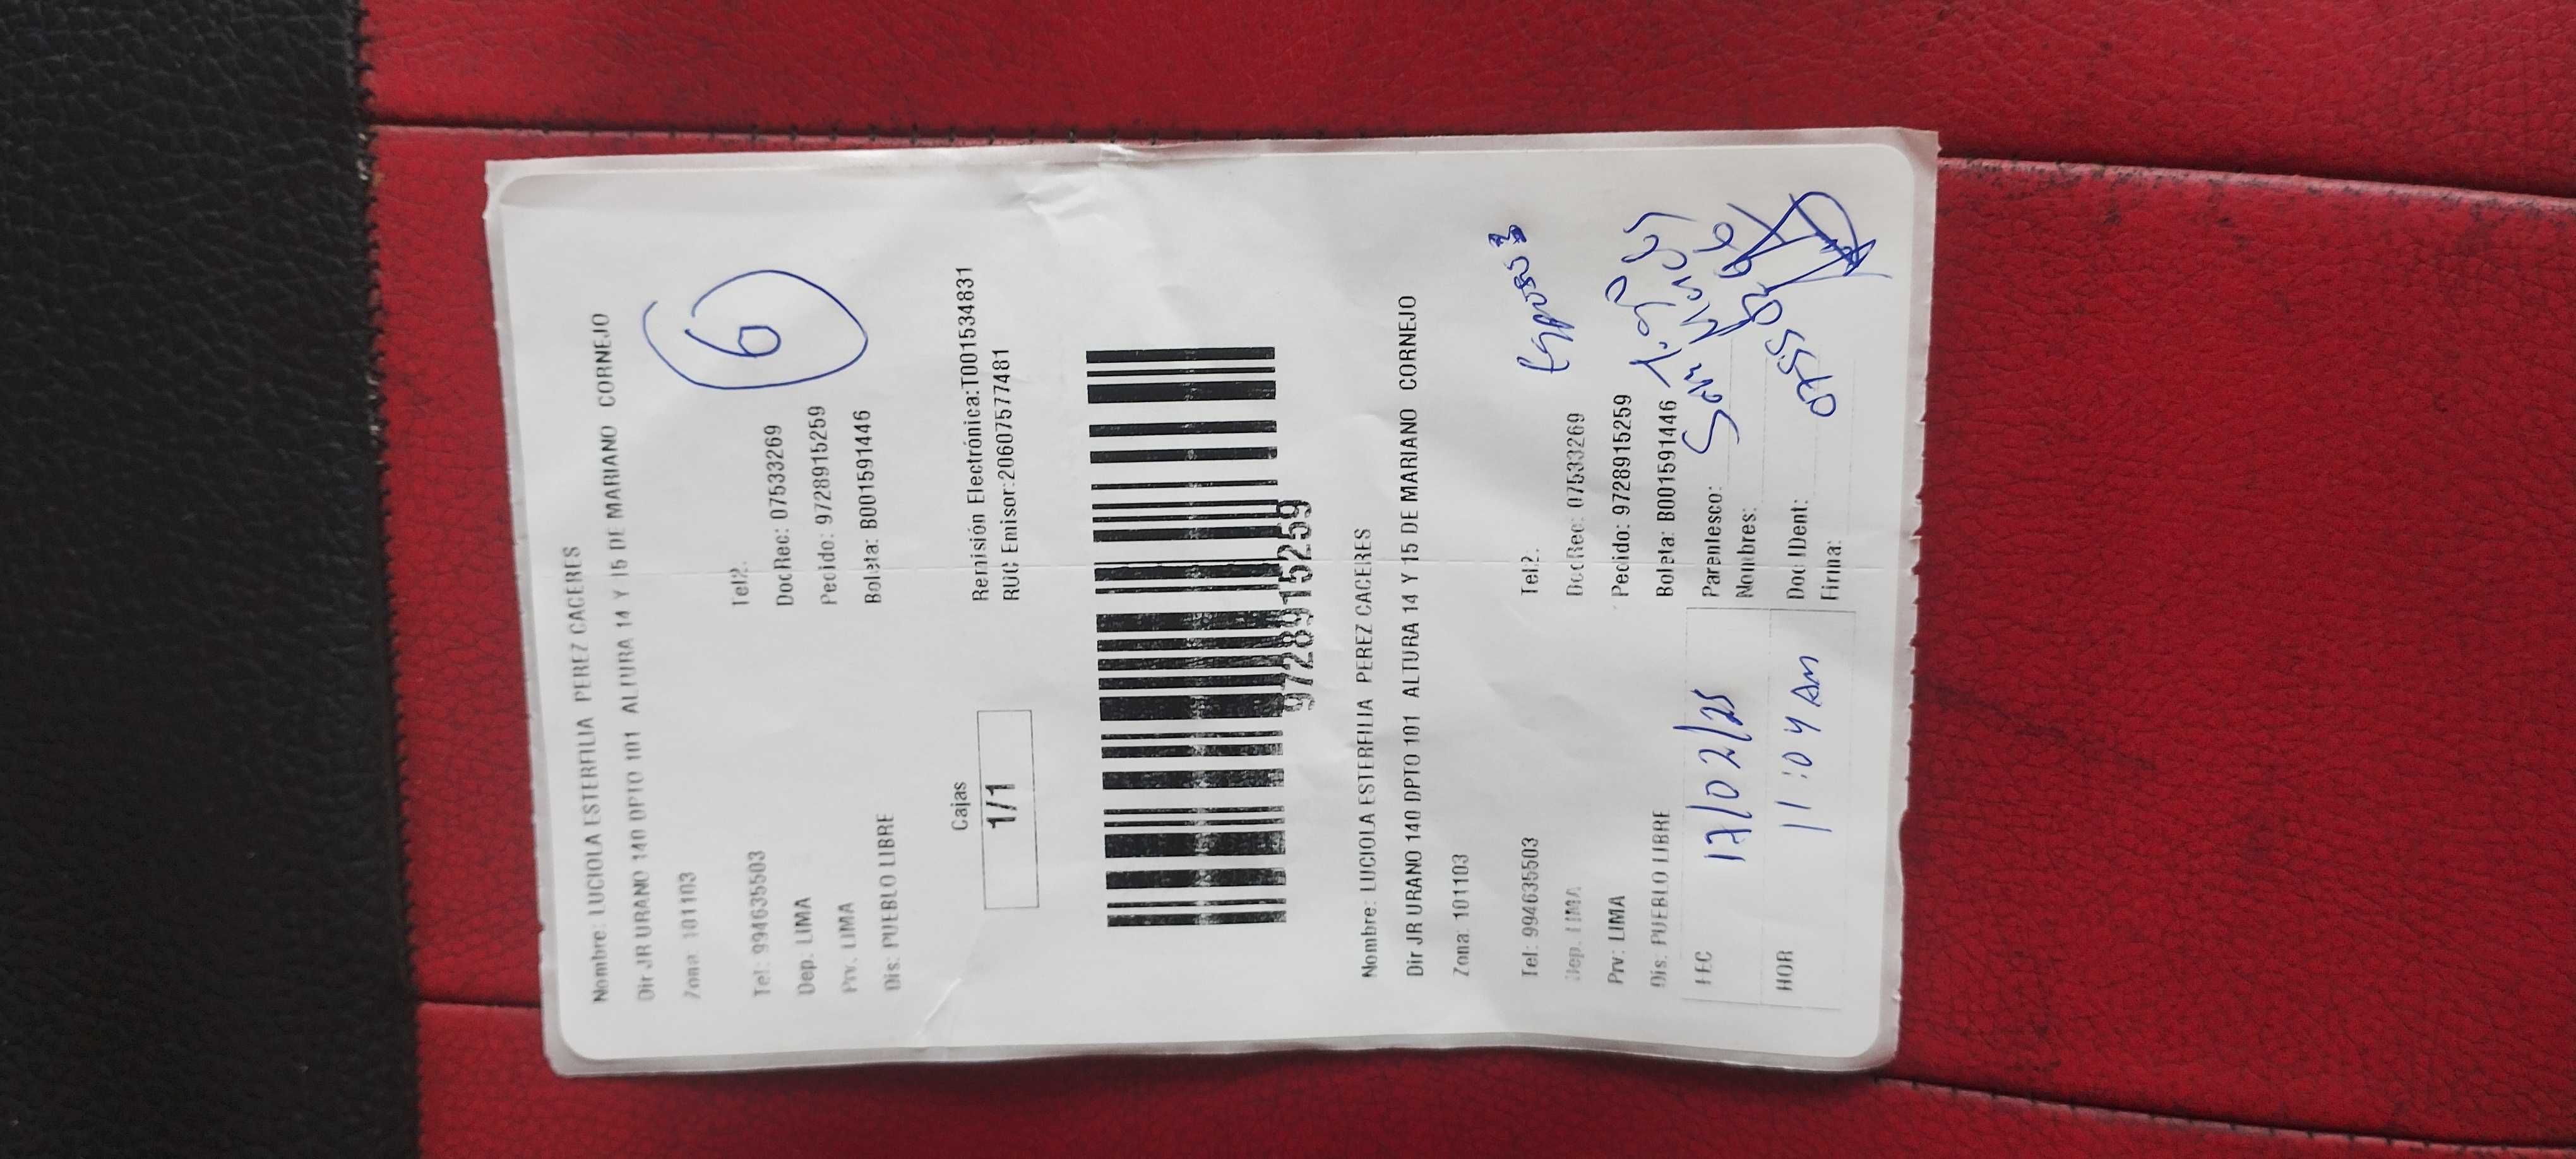 Nombre: LUCIOLA ESTERFILIA PEREZ CACERES
Dir JR URANO 140 DPTO 101 ALTURA 14 Y 15 DE MARIANO CORNEJO
Zona 101103
6
Tel: 994635503 Tel2:
Dep. LIMA DocRec: 07533269
Prv. LIMA Pedido: 9728915259
Dis: PUEBLO LIBRE Boleta: B001591446
Cajas
1/1
Remisión Electrónica:T001534831
RUC Emisor:20607577481
9728915259
Nombre: LUCIOLA ESTERFILIA PEREZ CACERES
Dir JR URANO 140 DPTO 101 ALTURA 14 Y 15 DE MARIANO CORNEJO
Zona: 101103
Tel: 994635503 Tel2:
Dep. LIMA DocRec: 07533269
Prv: LIMA Pedido: 9728915259
Dis. PUEBLO LIBRE Boleta: B001591446
FEC 17/02/25 Parentesco:
Nombres:
HOR 11:04 AM Doc IDent:
Firma: